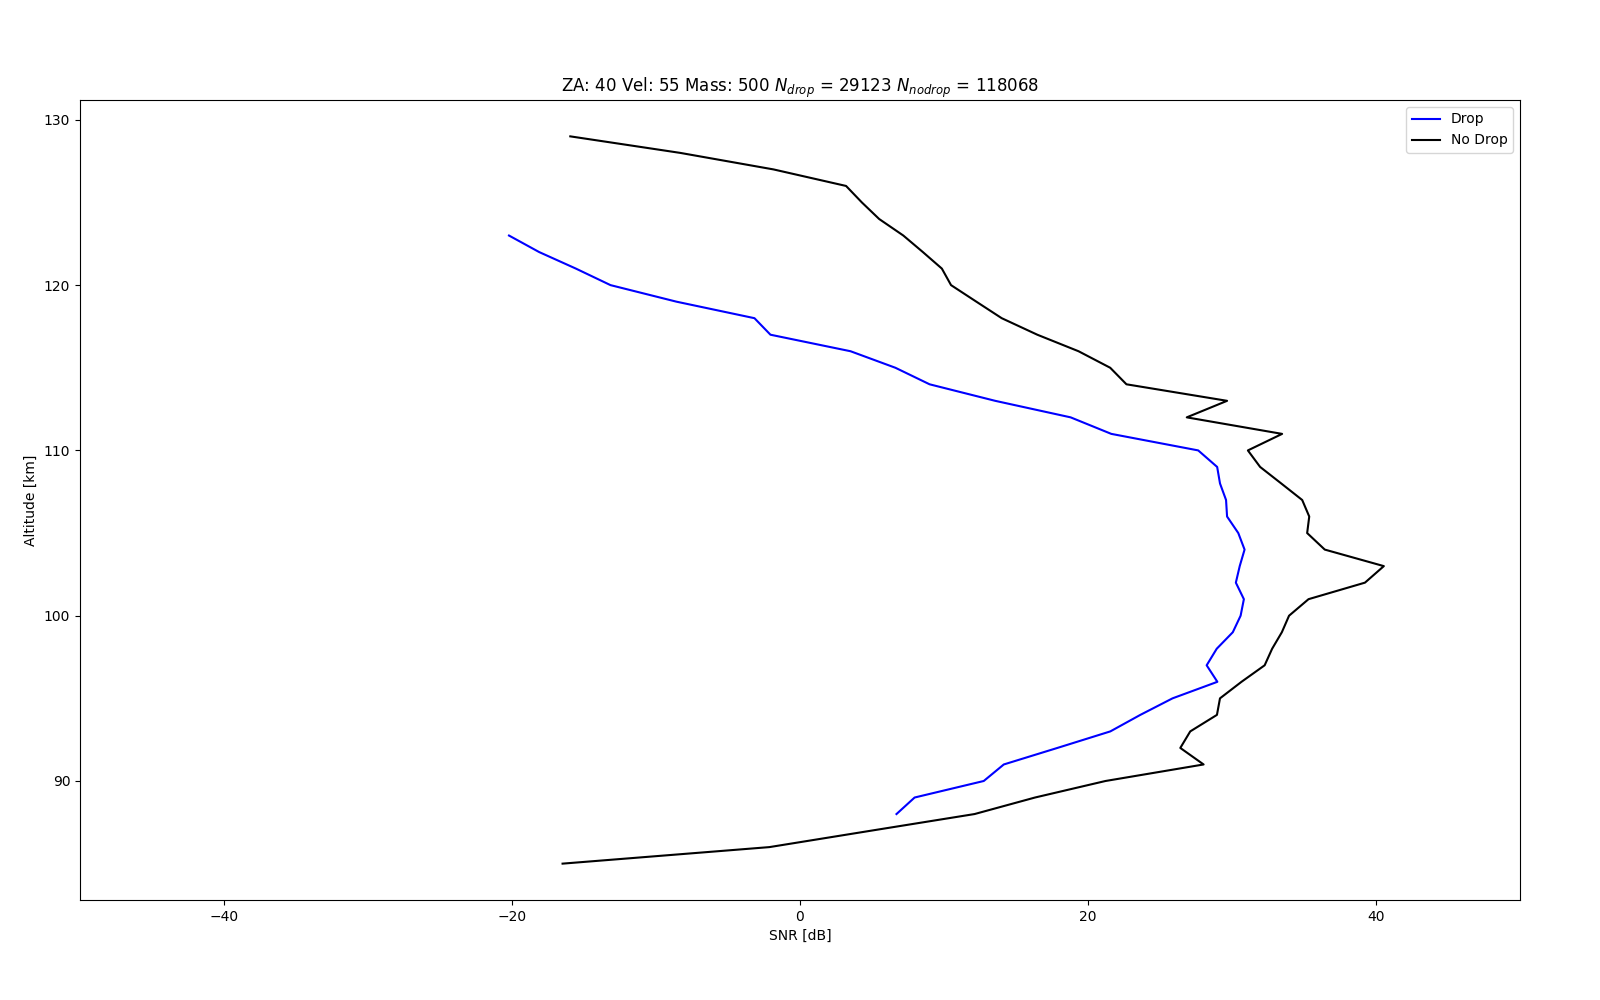 ZA: 40 Vel: 55 Mass: 500 N_drop = 29123 N_nodrop = 118068
Drop
No Drop
130
120
110
100
90
Altitude [km]
−40
−20
0
20
40
SNR [dB]